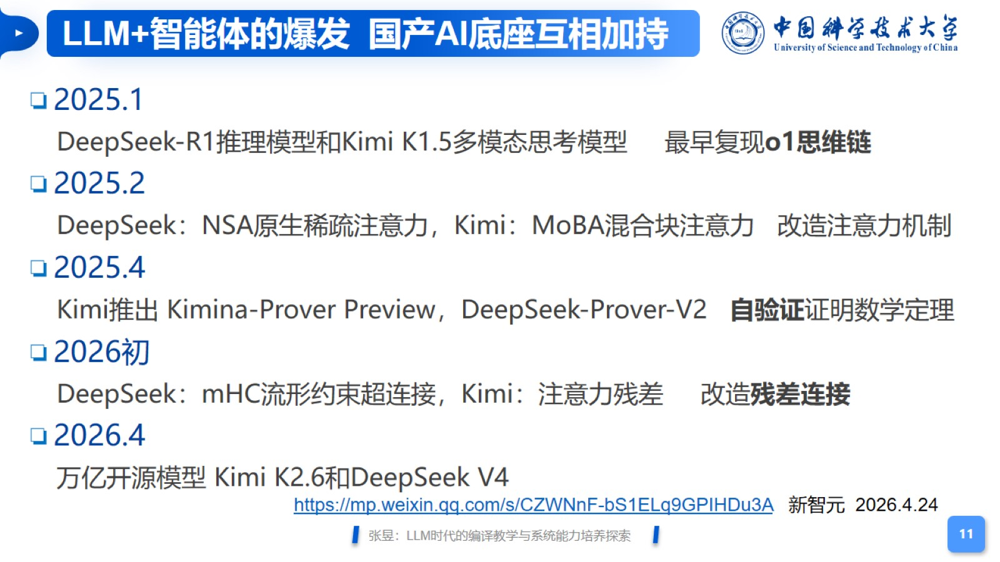 LLM+智能体的爆发 国产AI底座互相加持
中国科学技术大学
University of Science and Technology of China
2025.1
DeepSeek-R1推理模型和Kimi K1.5多模态思考模型 最早复现o1思维链
2025.2
DeepSeek：NSA原生稀疏注意力，Kimi：MoBA混合块注意力 改造注意力机制
2025.4
Kimi推出 Kimina-Prover Preview，DeepSeek-Prover-V2 自验证证明数学定理
2026初
DeepSeek：mHC流形约束超连接，Kimi：注意力残差 改造残差连接
2026.4
万亿开源模型 Kimi K2.6和DeepSeek V4
https://mp.weixin.qq.com/s/CZWNnF-bS1ELq9GPIHDu3A 新智元 2026.4.24
张昱：LLM时代的编译教学与系统能力培养探索
11